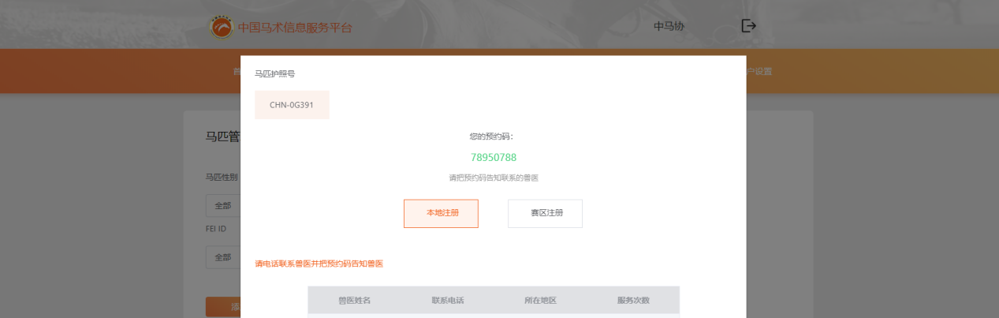 中国马术信息服务平台
中马协
首
户设置
马匹护照号
CHN-0G391
您的预约码：
78950788
请把预约码告知联系的兽医
本地注册
赛区注册
请电话联系兽医并把预约码告知兽医
兽医姓名 联系电话 所在地区 服务次数
马匹管
马匹性别
全部
FEI ID
全部
添